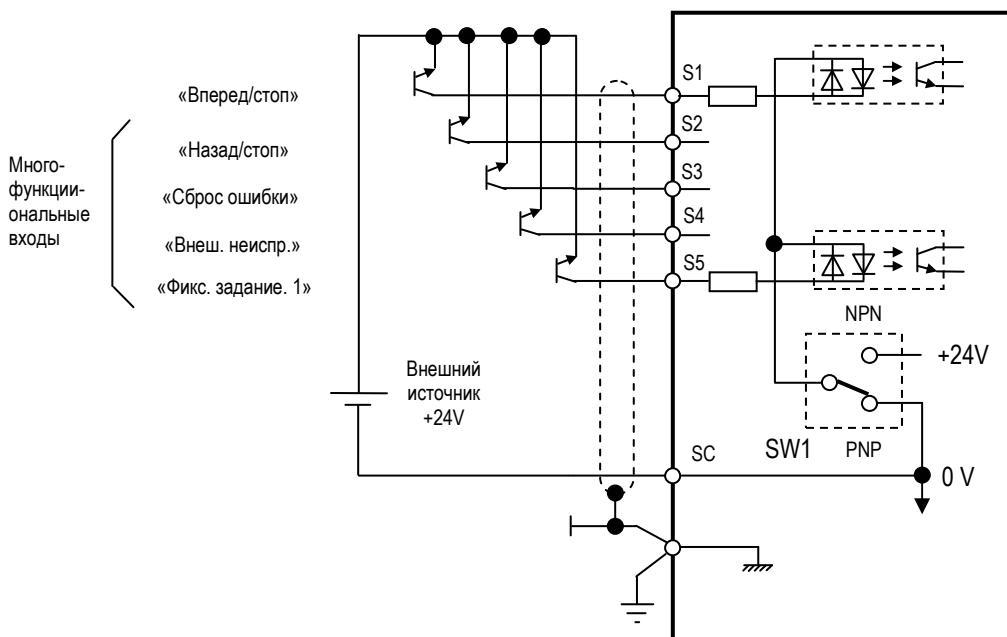 «Вперед/стоп»
Много-
функци-
ональные
входы
«Назад/стоп»
«Сброс ошибки»
«Внеш. неиспр.»
«Фикс. задание. 1»
S1
S2
S3
S4
S5
NPN
+24V
Внешний
источник
+24V
SC
SW1
PNP
0 V